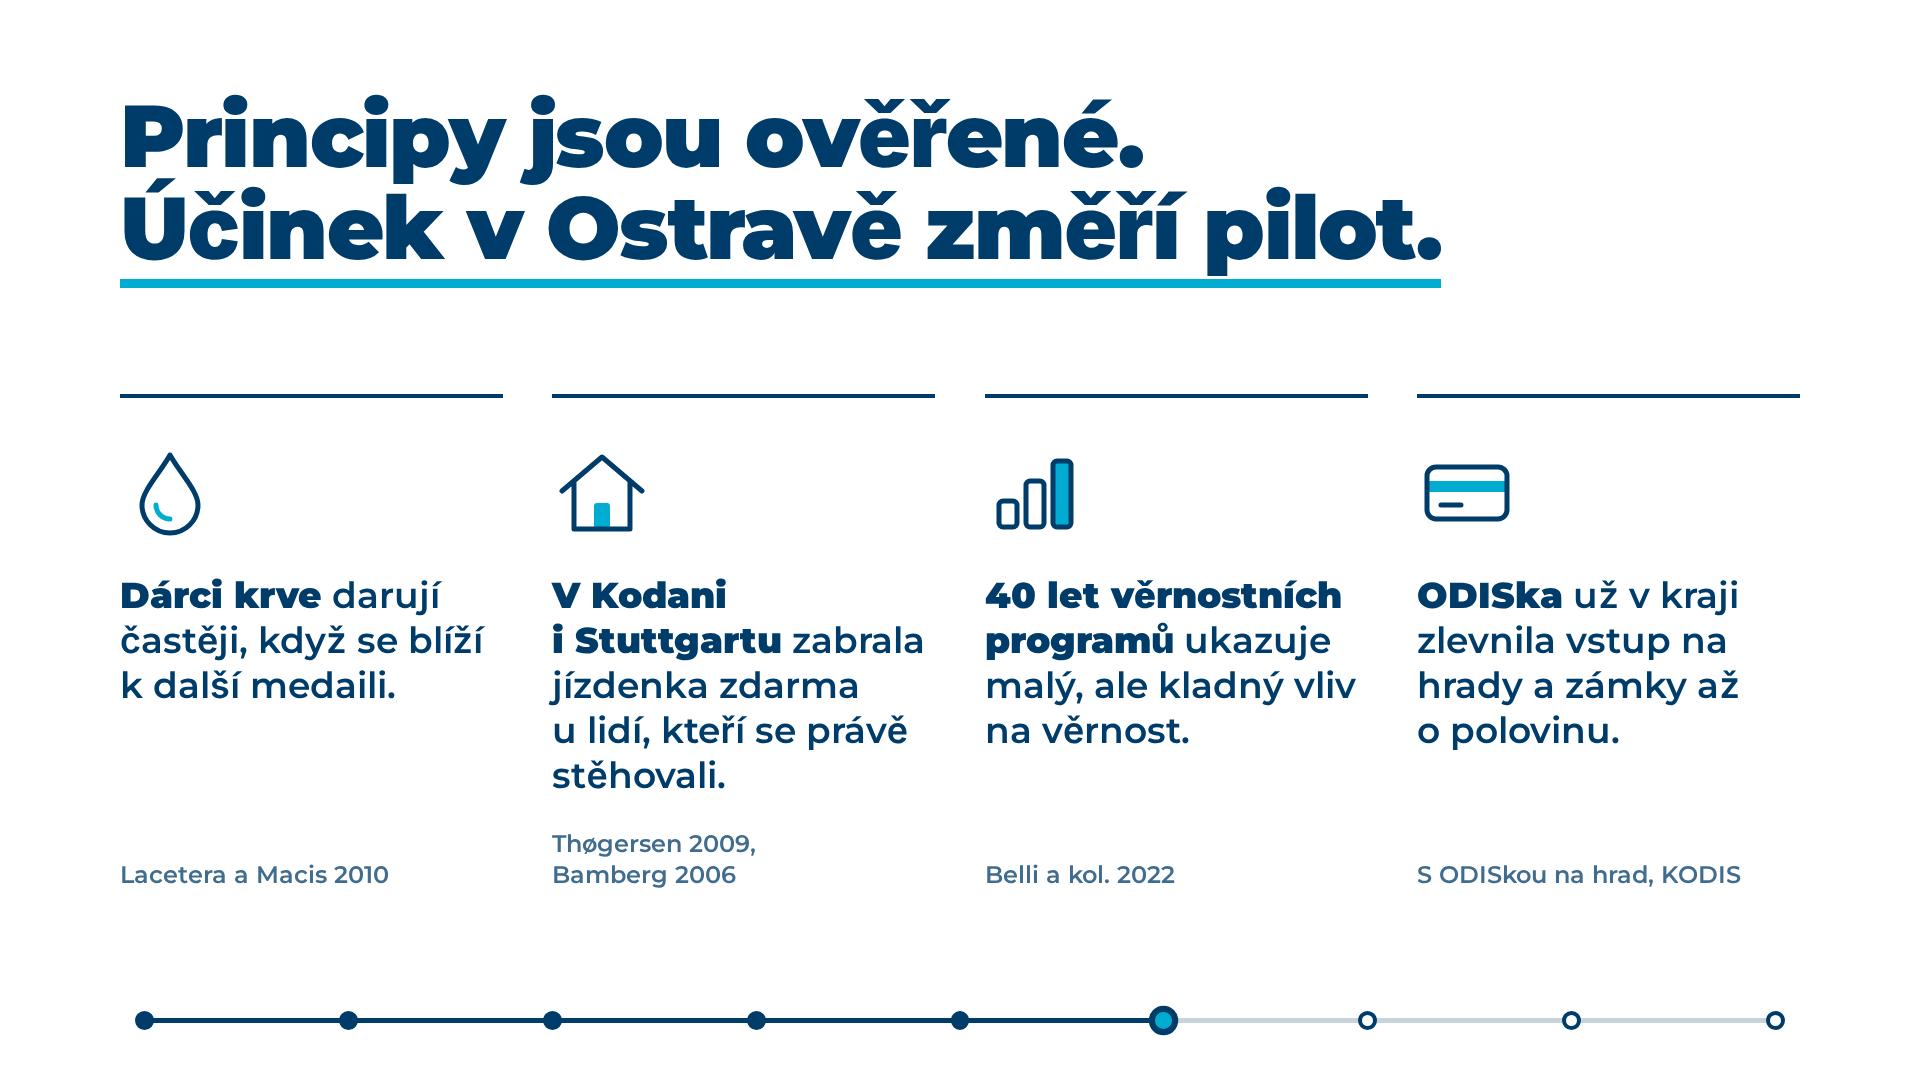 Principy jsou ověřené.
Účinek v Ostravě změří pilot.
Dárci krve darují
častěji, když se blíží
k další medaili.
Lacetera a Macis 2010
V Kodani
i Stuttgartu zabrala
jízdenka zdarma
u lidí, kteří se právě
stěhovali.
Thøgersen 2009,
Bamberg 2006
40 let věrnostních
programů ukazuje
malý, ale kladný vliv
na věrnost.
Belli a kol. 2022
ODISka už v kraji
zlevnila vstup na
hrady a zámky až
o polovinu.
S ODISkou na hrad, KODIS